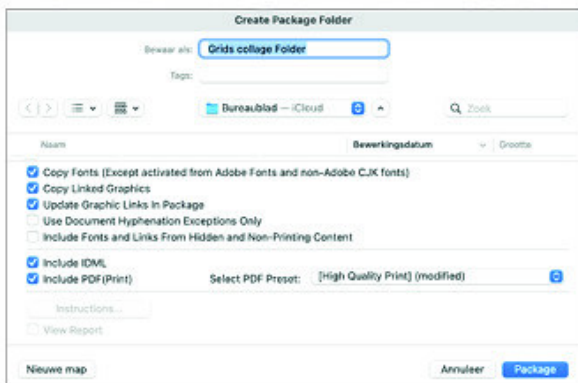 Create Package Folder
Bewaar als: Grids collage Folder
Tags:
Bureaublad — iCloud Zoek
Naam Bewerkingsdatum Grootte
Copy Fonts (Except activated from Adobe Fonts and non-Adobe CJK fonts)
Copy Linked Graphics
Update Graphic Links In Package
Use Document Hyphenation Exceptions Only
Include Fonts and Links From Hidden and Non-Printing Content
Include IDML
Include PDF(Print) Select PDF Preset: [High Quality Print] (modified)
Instructions...
View Report
Nieuwe map Annuleer Package